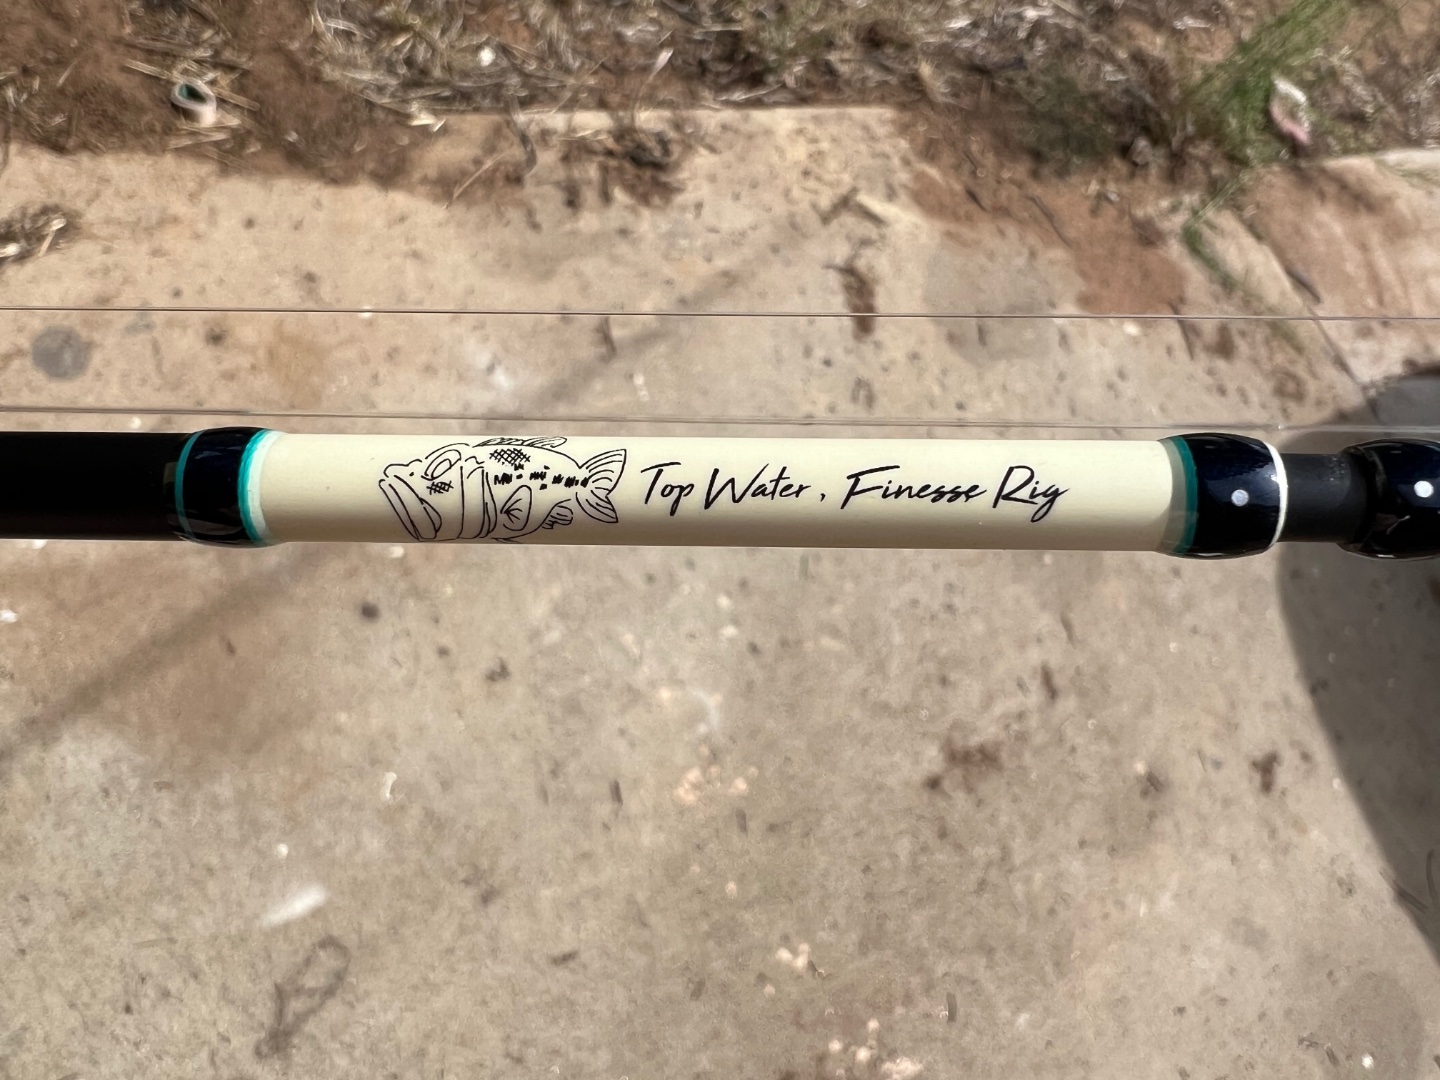 Top Water, Finesse Rig